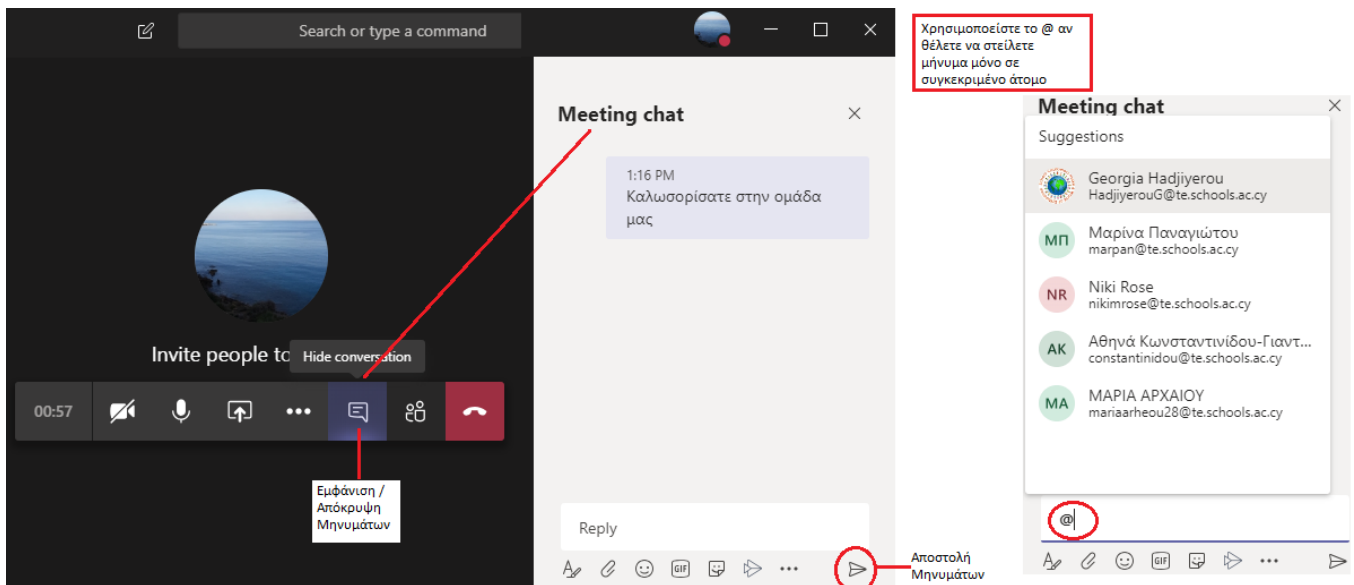 Search or type a command
Meeting chat
1:16 PM
Καλωσορίσατε στην ομάδα
μας
Invite people to
Hide conversation
00:57
Εμφάνιση /
Απόκρυψη
Μηνυμάτων
Reply
GIF
Αποστολή
Μηνυμάτων
Χρησιμοποείστε το @ αν
θέλετε να στείλετε
μήνυμα μόνο σε
συγκεκριμένο άτομο
Meeting chat
Suggestions
Georgia Hadjiyerou
HadjiyerouG@te.schools.ac.cy
ΜΠ
Μαρίνα Παναγιώτου
marpan@te.schools.ac.cy
NR
Niki Rose
nikimrose@te.schools.ac.cy
ΑΚ
Αθηνά Κωνσταντινίδου-Γιαντ...
constantinidou@te.schools.ac.cy
ΜΑ
ΜΑΡΙΑ ΑΡΧΑΙΟΥ
mariaarheou28@te.schools.ac.cy
@
GIF